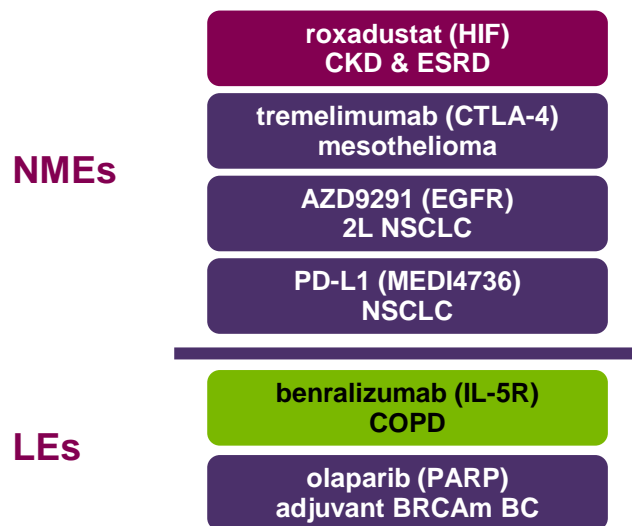 NMEs
roxadustat (HIF)
CKD & ESRD
tremelimumab (CTLA-4)
mesothelioma
AZD9291 (EGFR)
2L NSCLC
PD-L1 (MEDI4736)
NSCLC
LEs
benralizumab (IL-5R)
COPD
olaparib (PARP)
adjuvant BRCAm BC